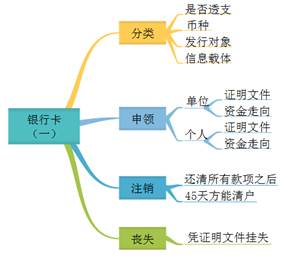 银行卡
（一）
分类
是否透支
币种
发行对象
信息载体
申领
单位
证明文件
资金走向
个人
证明文件
资金走向
注销
还清所有款项之后
45天方能清户
丧失
凭证明文件挂失